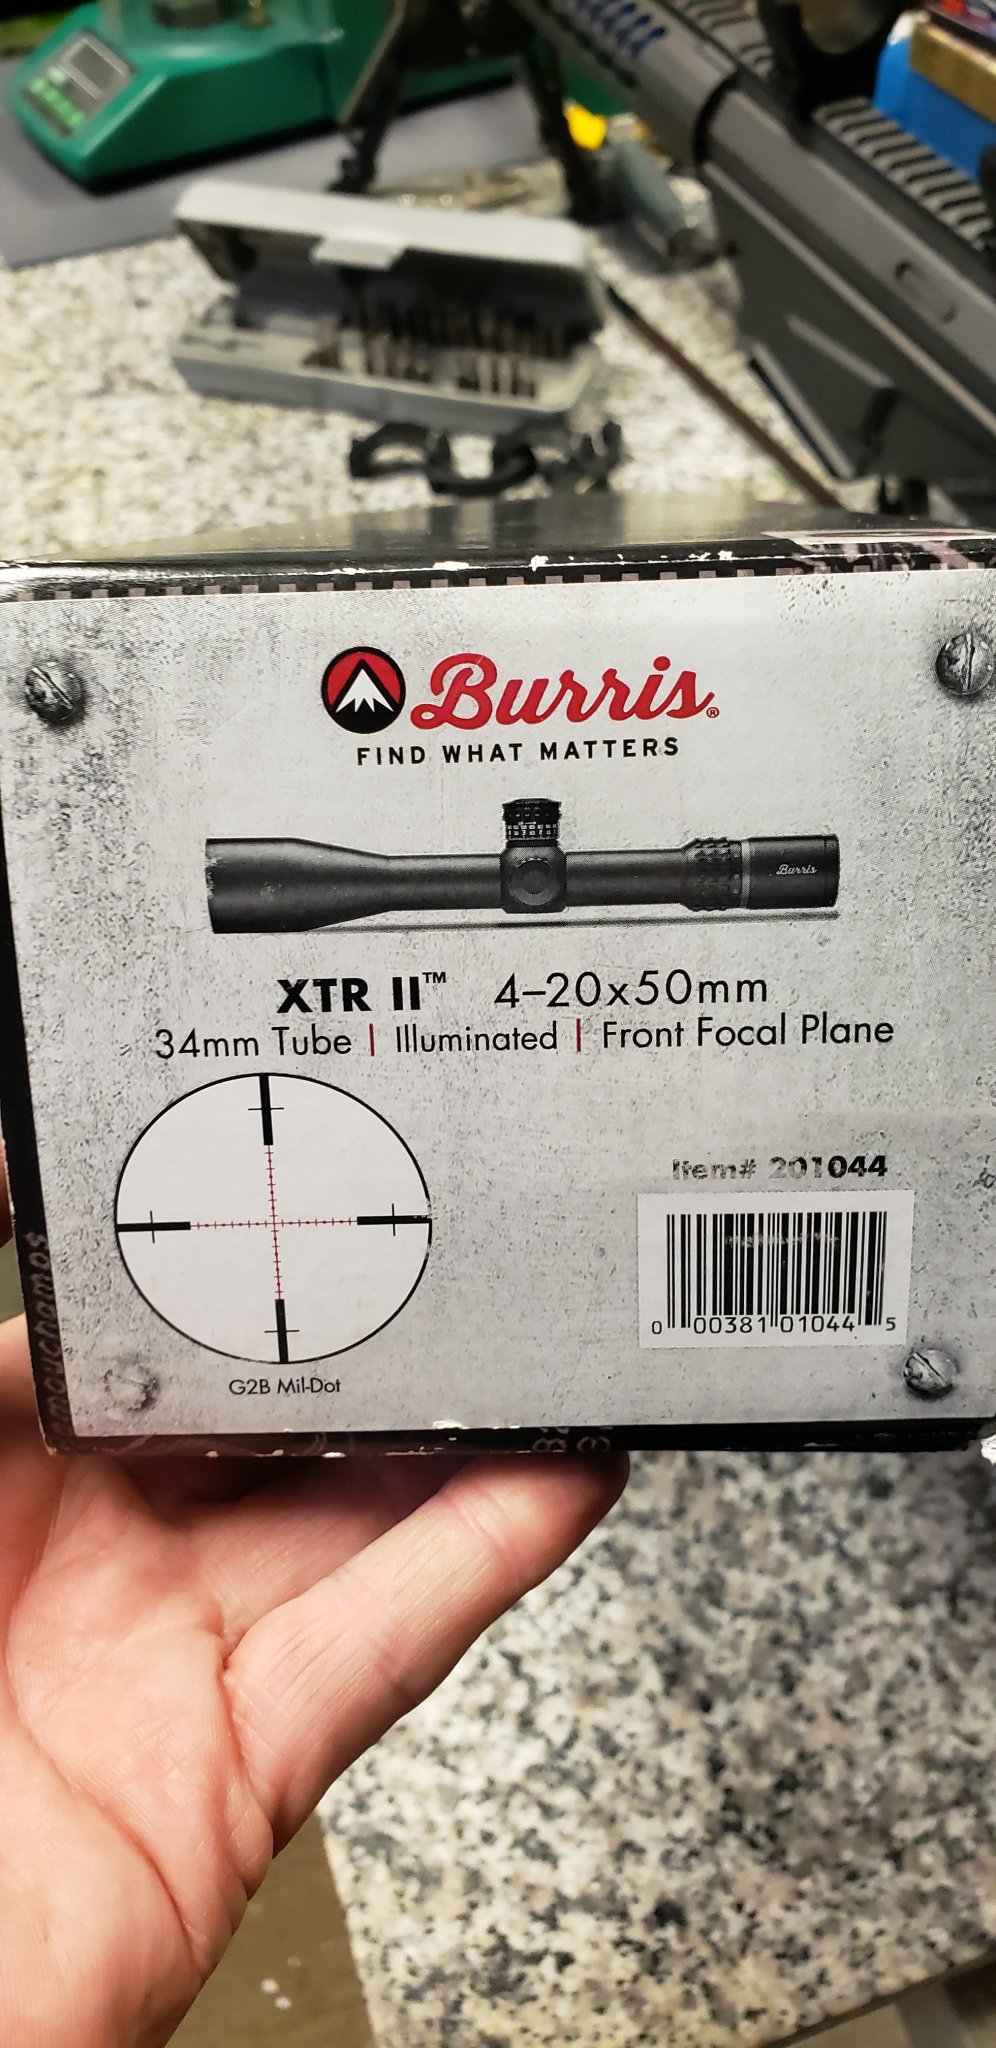 Burris®
FIND WHAT MATTERS
Burris
XTR II™ 4–20x50mm
34mm Tube | Illuminated | Front Focal Plane
Item# 201044
0 00381 01044 5
G2B Mil-Dot